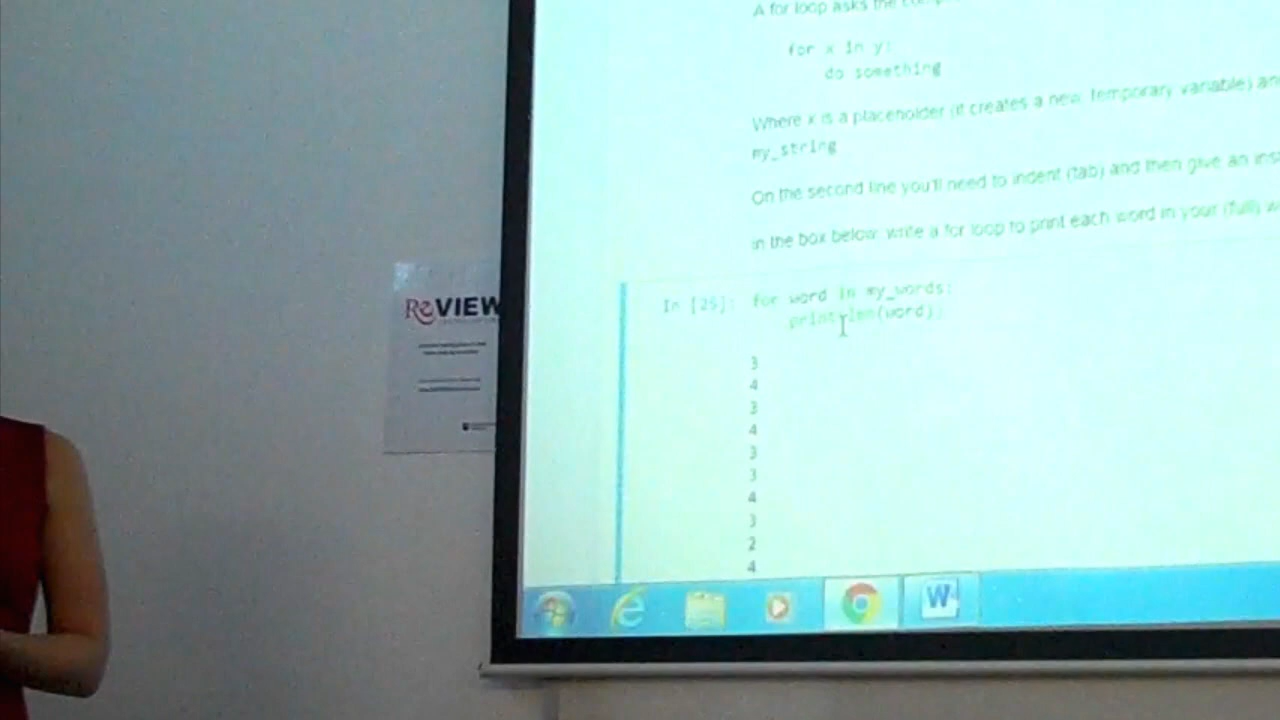 A for loop asks the
for x in y:
do something
Where x is a placeholder (it creates a new, temporary variable) and
my_string
On the second line you'll need to indent (tab) and then give an
In the box below, write a for loop to print each word in your (full)
In [25]: for word in my_words:
print(len(word))
3
4
3
4
3
3
4
3
2
4
ReVIEW